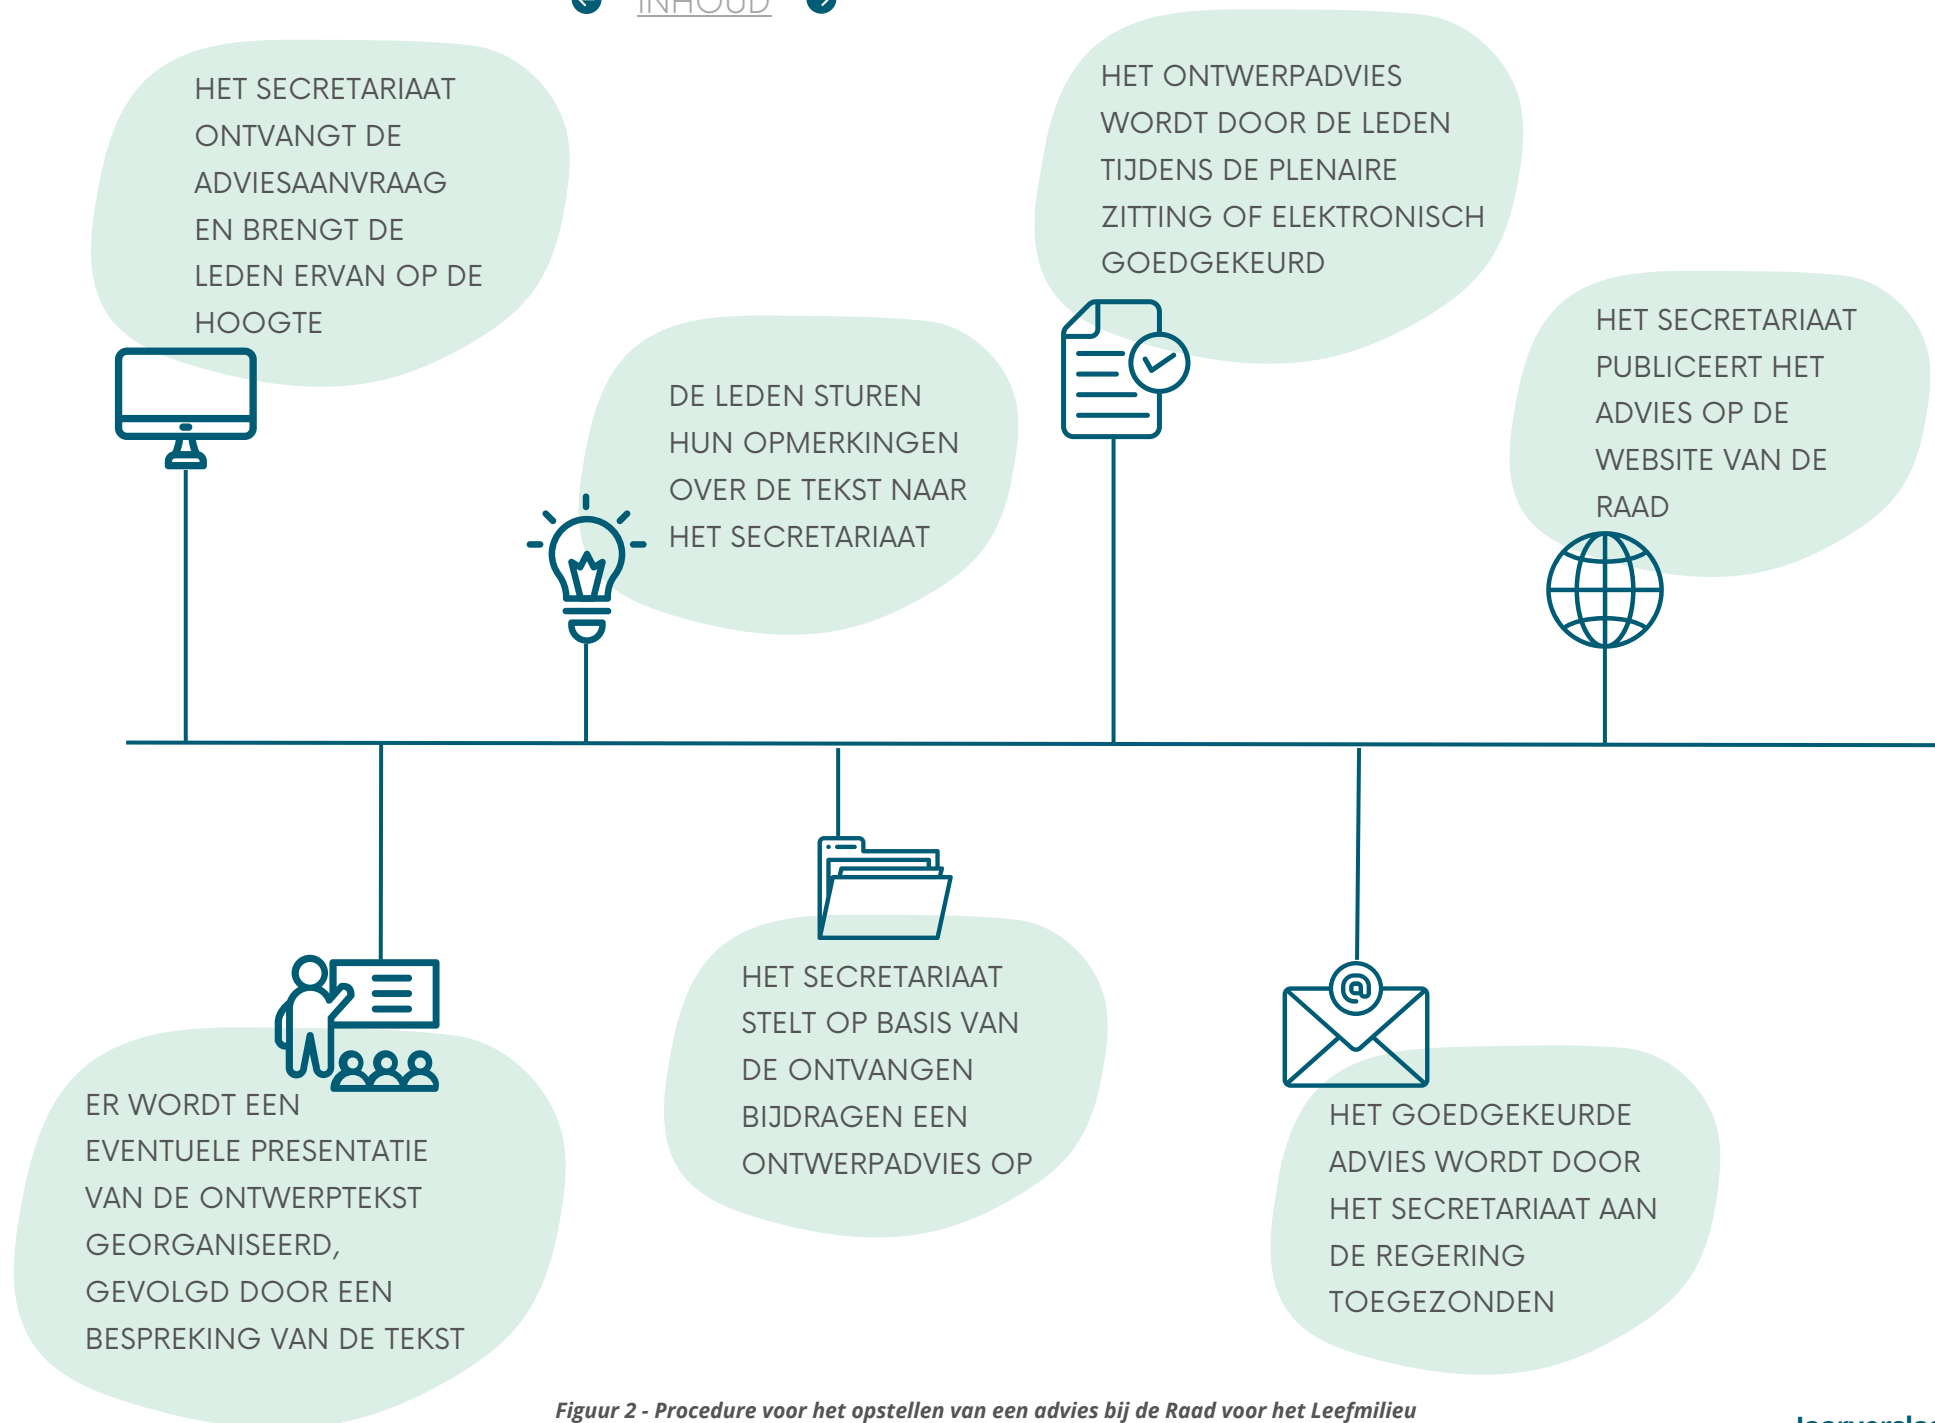 INHOUD
HET SECRETARIAAT
ONTVANGT DE
ADVIESAANVRAAG
EN BRENGT DE
LEDEN ERVAN OP DE
HOOGTE
ER WORDT EEN
EVENTUELE PRESENTATIE
VAN DE ONTWERPTEKST
GEORGANISEERD,
GEVOLGD DOOR EEN
BESPREKING VAN DE TEKST
DE LEDEN STUREN
HUN OPMERKINGEN
OVER DE TEKST NAAR
HET SECRETARIAAT
HET SECRETARIAAT
STELT OP BASIS VAN
DE ONTVANGEN
BIJDRAGEN EEN
ONTWERPADVIES OP
HET ONTWERPADVIES
WORDT DOOR DE LEDEN
TIJDENS DE PLENAIRE
ZITTING OF ELEKTRONISCH
GOEDGEKEURD
@
HET GOEDGEKEURDE
ADVIES WORDT DOOR
HET SECRETARIAAT AAN
DE REGERING
TOEGEZONDEN
HET SECRETARIAAT
PUBLICEERT HET
ADVIES OP DE
WEBSITE VAN DE
RAAD
Figuur 2 - Procedure voor het opstellen van een advies bij de Raad voor het Leefmilieu